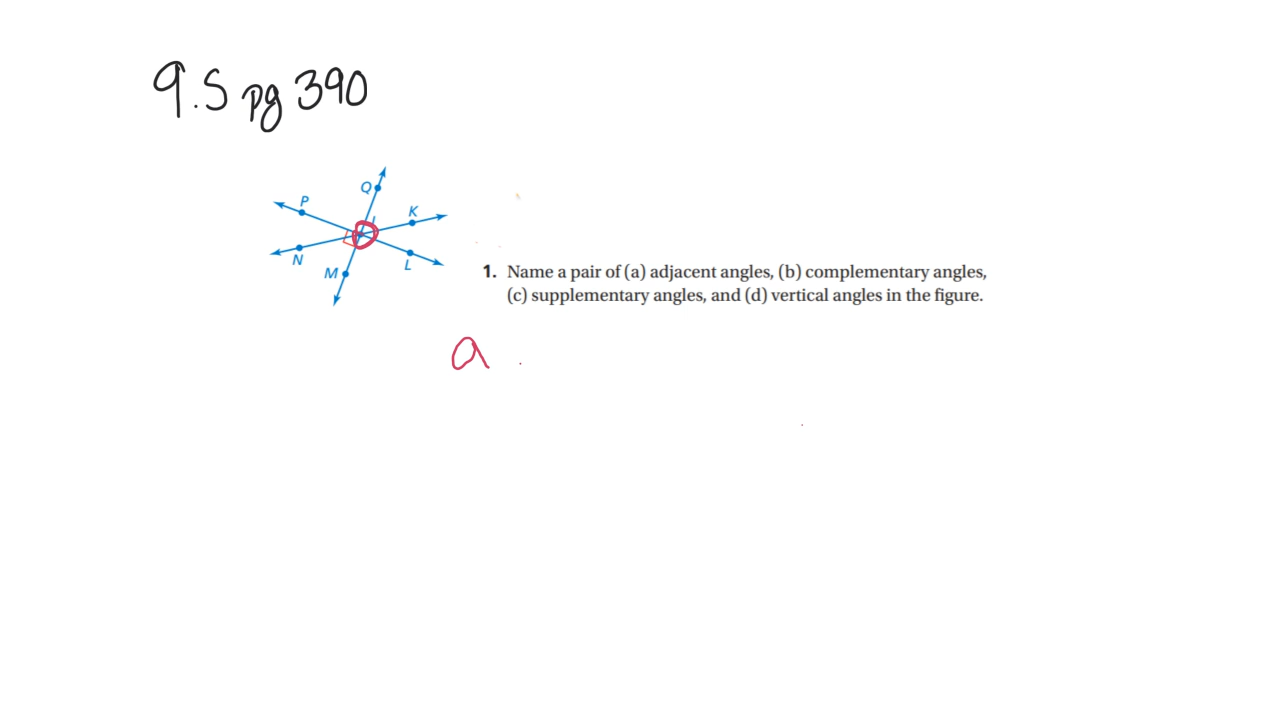 9.5 pg 390
Q
P
K
J
N
M
L
1. Name a pair of (a) adjacent angles, (b) complementary angles,
(c) supplementary angles, and (d) vertical angles in the figure.
a